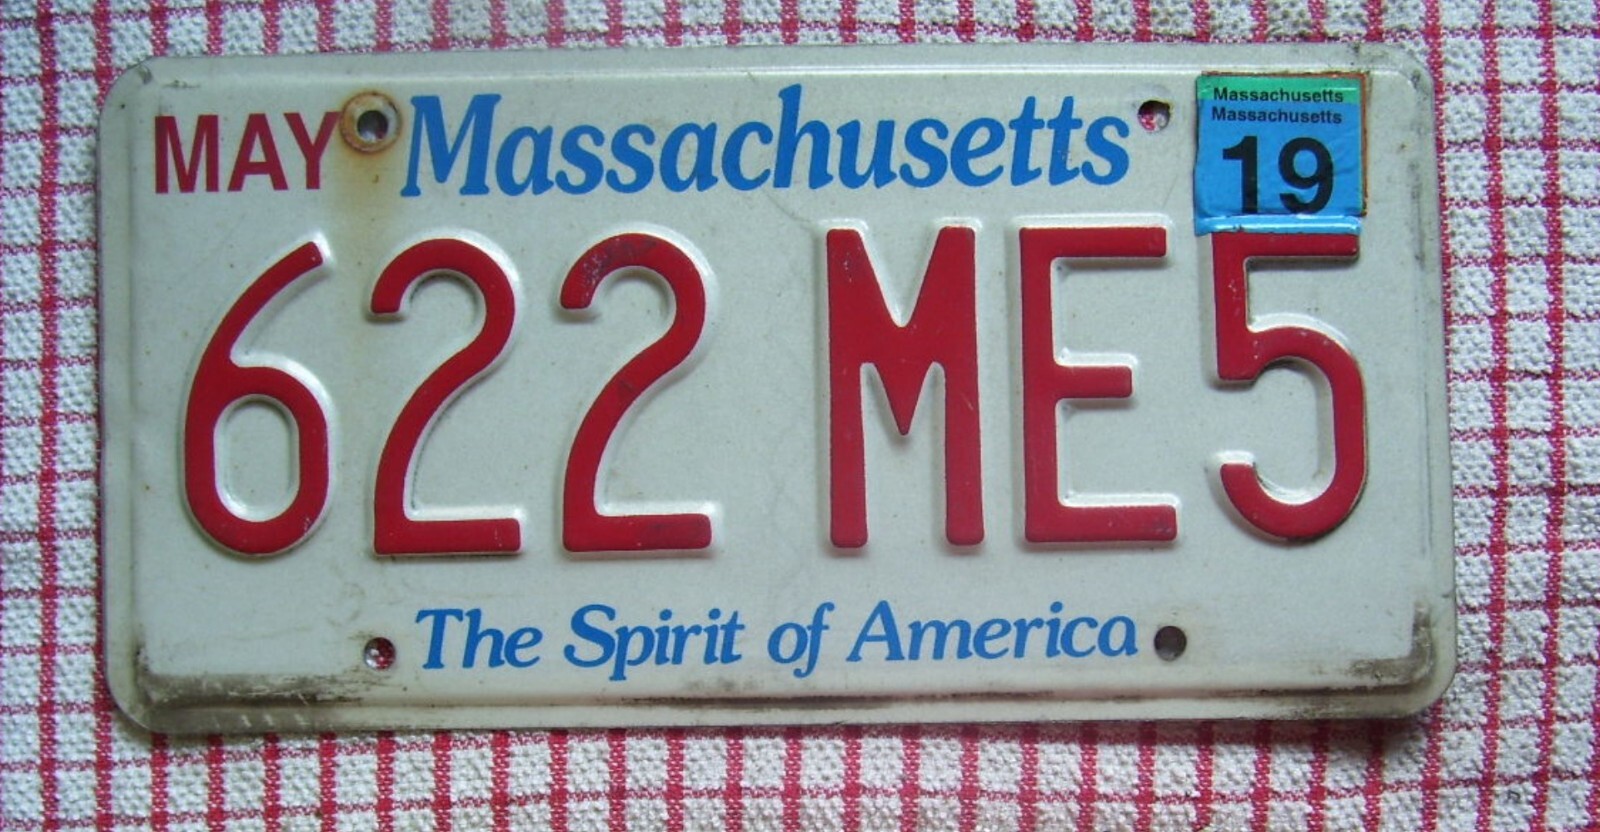 MAY Massachusetts
Massachusetts
Massachusetts
19
622 ME5
The Spirit of America